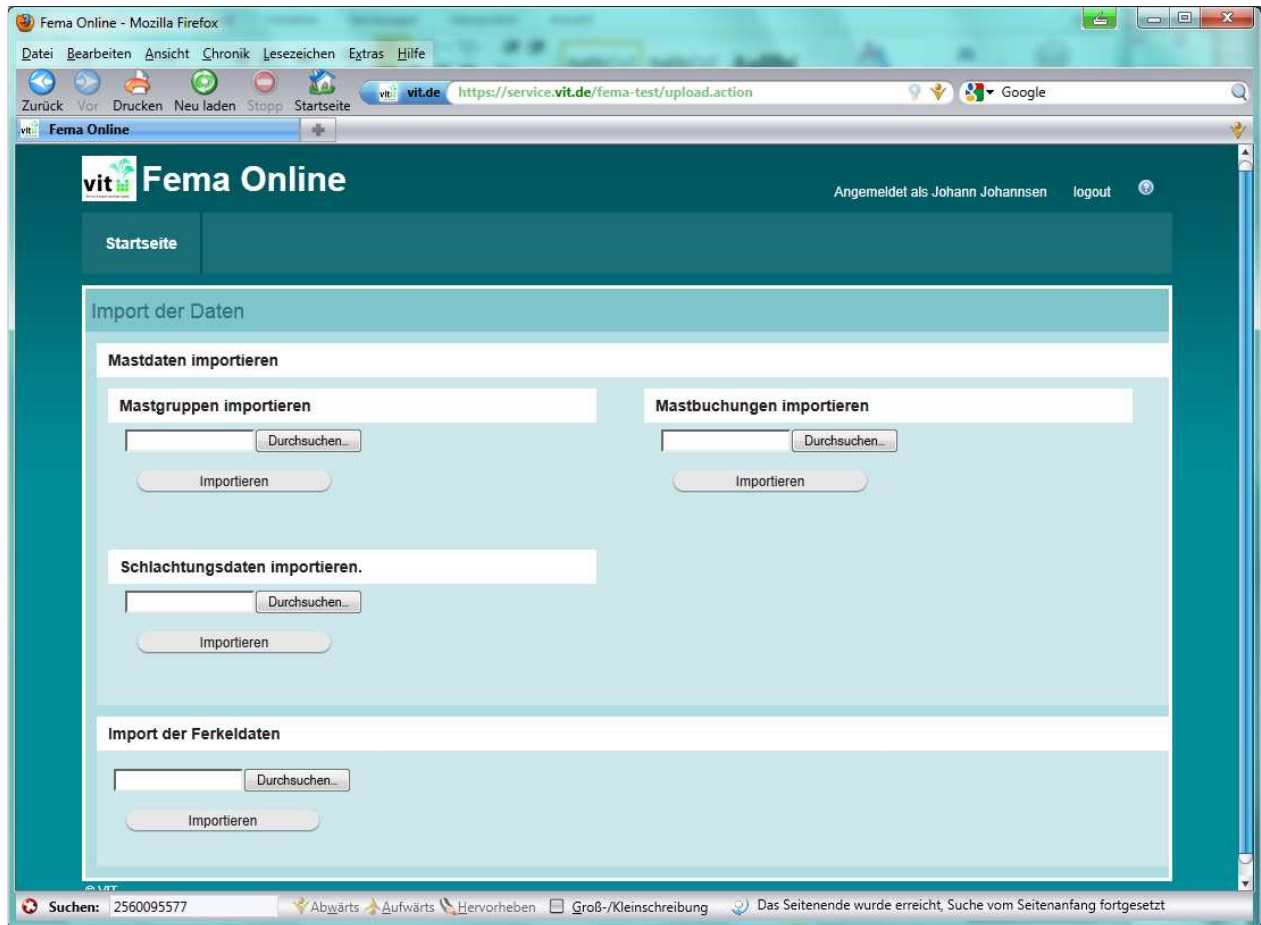 Fema Online - Mozilla Firefox
Datei Bearbeiten Ansicht Chronik Lesezeichen Extras Hilfe
Zurück Vor Drucken Neu laden Stopp Startseite
vit vit.de https://service.vit.de/fema-test/upload.action Google
vit Fema Online
vit Fema Online
Angemeldet als Johann Johannsen logout
Startseite
Import der Daten
Mastdaten importieren
Mastgruppen importieren Mastbuchungen importieren
Durchsuchen... Durchsuchen...
Importieren Importieren
Schlachtungsdaten importieren.
Durchsuchen...
Importieren
Import der Ferkeldaten
Durchsuchen...
Importieren
© VIT
Suchen: 2560095577 Abwärts Aufwärts Hervorheben Groß-/Kleinschreibung Das Seitenende wurde erreicht, Suche vom Seitenanfang fortgesetzt